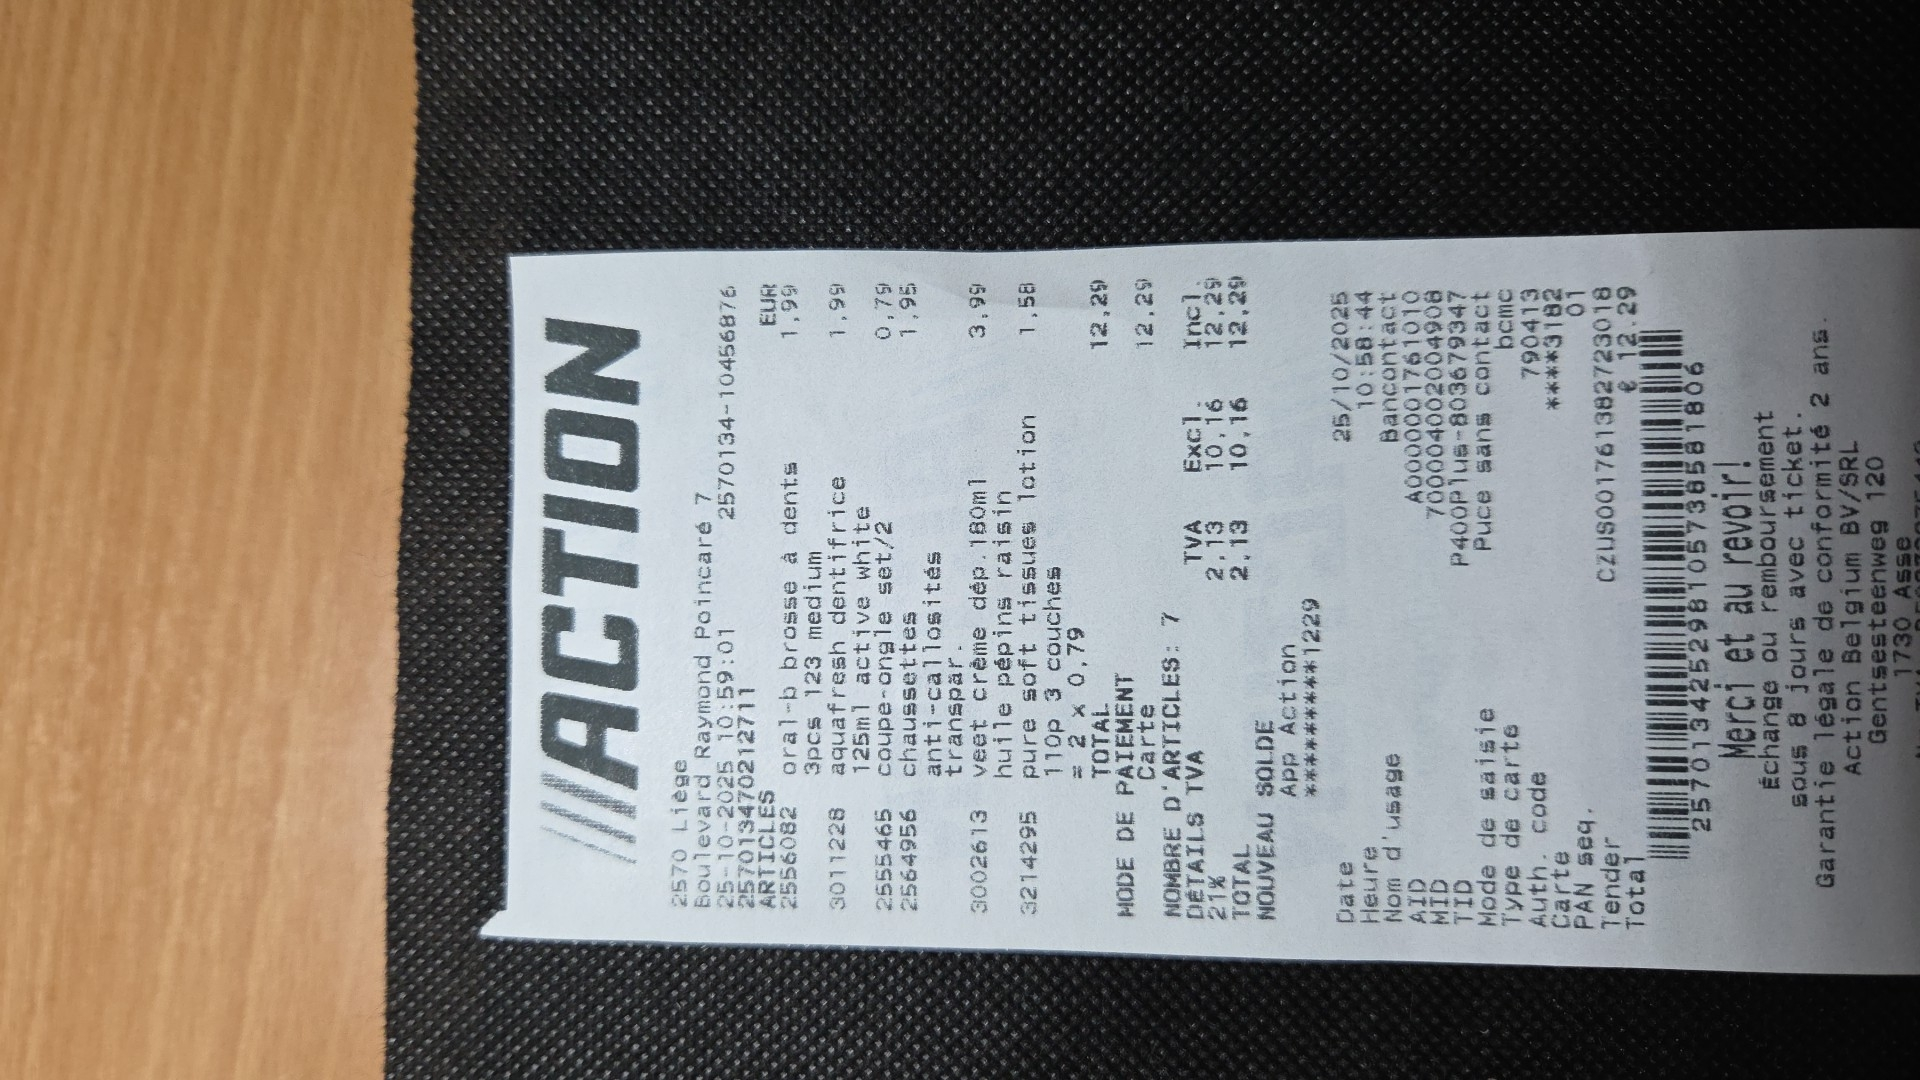 ACTION
2570 Liège
Boulevard Raymond Poincaré 7
25-10-2025 10:59:01 2570134-10456876
2570134702122711
ARTICLES EUR
2556082 oral-b brosse à dents 1,99
3pcs 123 medium
3011228 aquafresh dentifrice 1,99
125ml active white
2555465 coupe-ongle set/2 0,79
2564956 chaussettes 1,95
anti-callosités
transpar.
3002613 veet crème dép.180ml 3,99
huile pépins raisin
3214295 pure soft tissues lotion 1,58
110p 3 couches
= 2 x 0,79
TOTAL 12,29
MODE DE PAIEMENT
Carte 12,29
NOMBRE D'ARTICLES: 7
DÉTAILS TVA TVA Excl. Incl.
21% 2,13 10,16 12,29
TOTAL 2,13 10,16 12,29
NOUVEAU SOLDE
App Action
*********1229
Date 25/10/2025
Heure 10:58:44
Nom d'usage Bancontact
AID A0000001761010
MID 700004002004908
TID P400Plus-803679347
Mode de saisie Puce sans contact
Type de carte bcmc
Auth. code 790413
Carte ****3182
PAN seq. 01
Tender CZUS001761382723018
Total € 12.29
2570134252981057385881806
Merci et au revoir!
Échange ou remboursement
sous 8 jours avec ticket.
Garantie légale de conformité 2 ans.
Action Belgium BV/SRL
Gentsesteenweg 120
1730 Asse